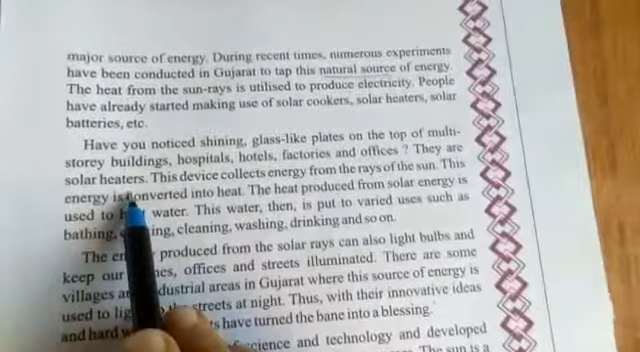 major source of energy. During recent times, numerous experiments
have been conducted in Gujarat to tap this natural source of energy.
The heat from the sun-rays is utilised to produce electricity. People
have already started making use of solar cookers, solar heaters, solar
batteries, etc.
Have you noticed shining, glass-like plates on the top of multi-
storey buildings, hospitals, hotels, factories and offices ? They are
solar heaters. This device collects energy from the rays of the sun. This
energy is converted into heat. The heat produced from solar energy is
used to water. This water, then, is put to varied uses such as
bathing, cleaning, washing, drinking and so on.
The produced from the solar rays can also light bulbs and
keep our offices and streets illuminated. There are some
villages areas in Gujarat where this source of energy is
used to streets at night. Thus, with their innovative ideas
and hard have turned the bane into a blessing.
science and technology and developed
The sun is a